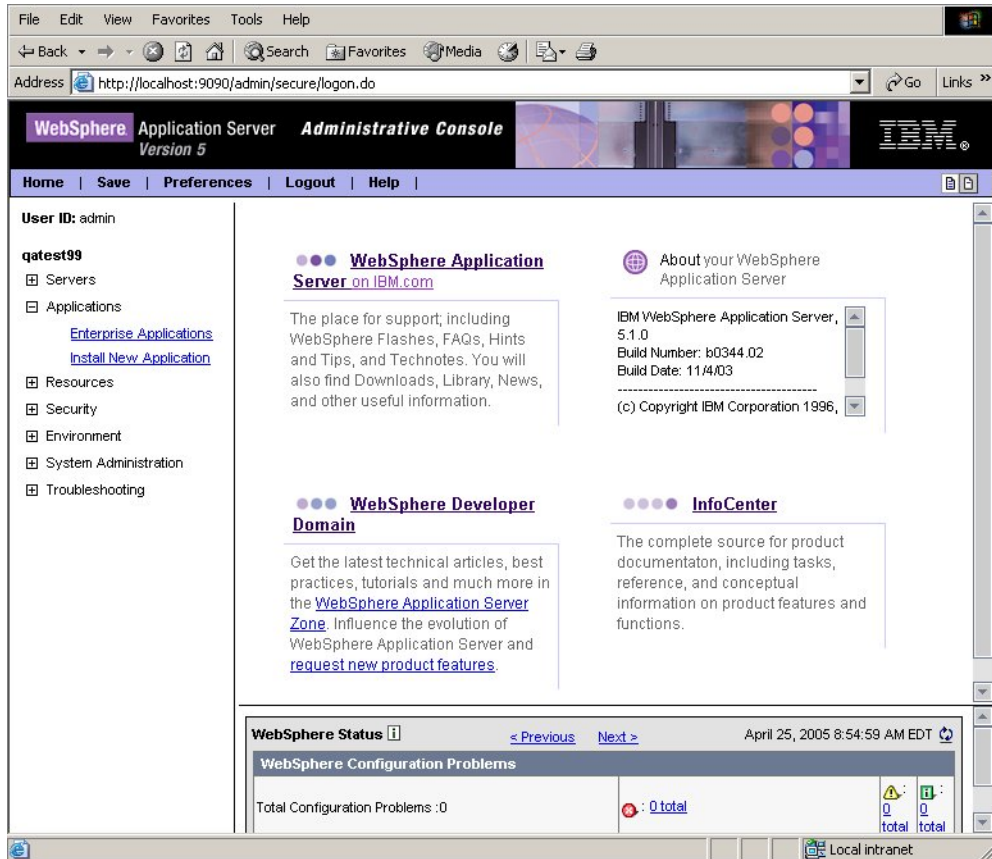 File Edit View Favorites Tools Help
Back Search Favorites Media
Address http://localhost:9090/admin/secure/logon.do Go Links »
WebSphere Application Server Administrative Console
Version 5
IBM
Home | Save | Preferences | Logout | Help |
User ID: admin
qatest99
Servers
Applications
Enterprise Applications
Install New Application
Resources
Security
Environment
System Administration
Troubleshooting
WebSphere Application
Server on IBM.com
The place for support; including
WebSphere Flashes, FAQs, Hints
and Tips, and Technotes. You will
also find Downloads, Library, News,
and other useful information.
About your WebSphere
Application Server
IBM WebSphere Application Server,
5.1.0
Build Number: b0344.02
Build Date: 11/4/03
----------------------------------------
(c) Copyright IBM Corporation 1996,
WebSphere Developer
Domain
Get the latest technical articles, best
practices, tutorials and much more in
the WebSphere Application Server
Zone. Influence the evolution of
WebSphere Application Server and
request new product features.
InfoCenter
The complete source for product
documentaton, including tasks,
reference, and conceptual
information on product features and
functions.
WebSphere Status i < Previous Next > April 25, 2005 8:54:59 AM EDT
WebSphere Configuration Problems
Total Configuration Problems :0 : 0 total : 0 total : 0 total
Local intranet